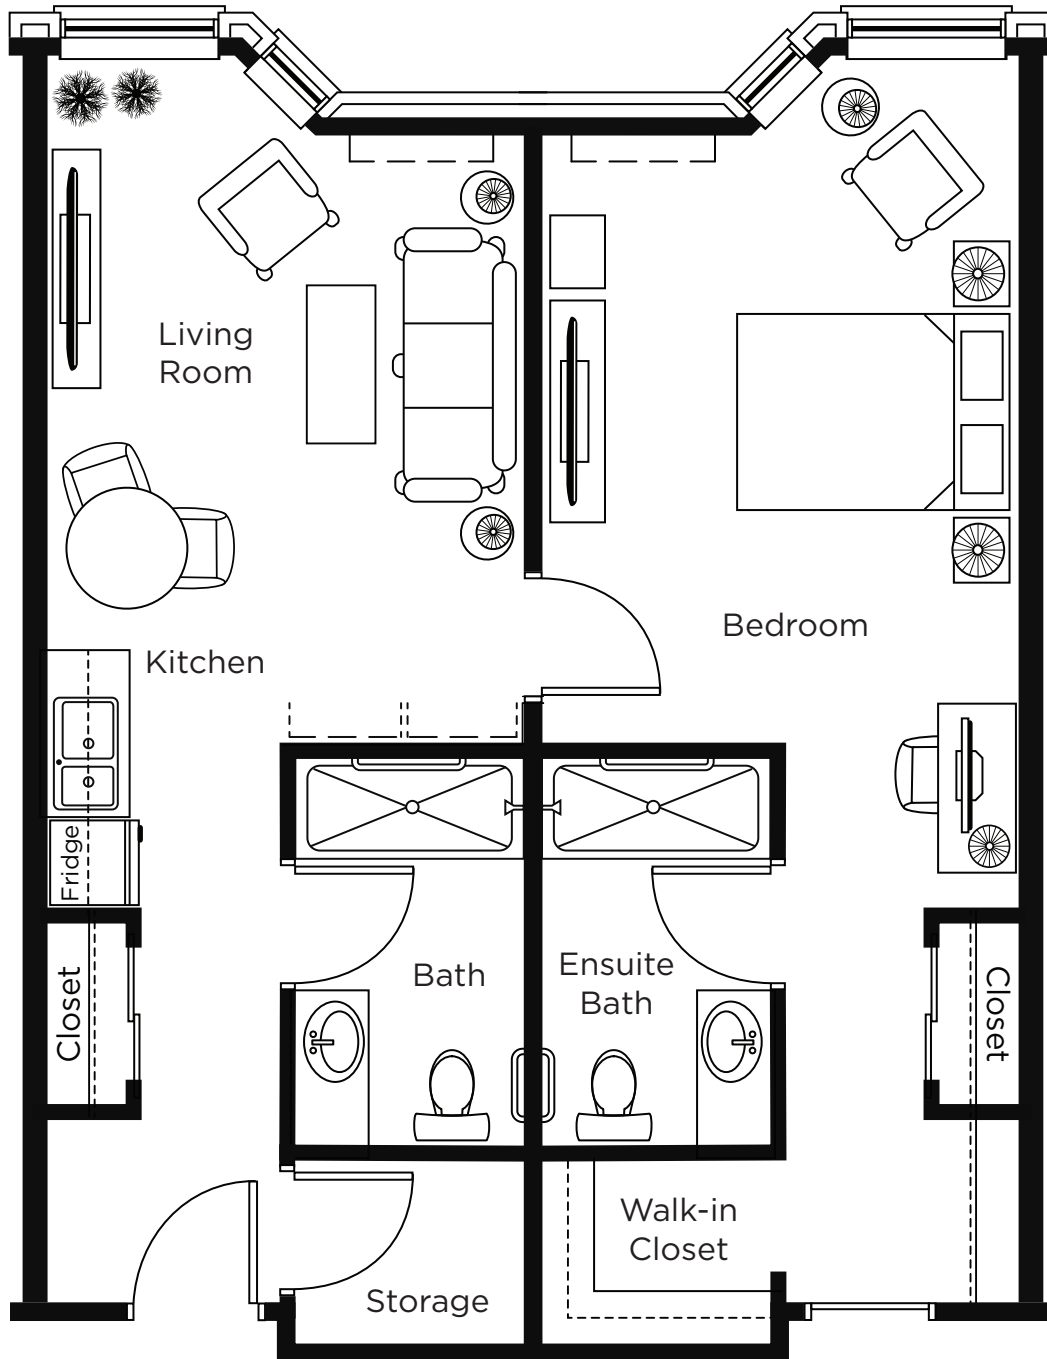 Living
Room
Bedroom
Kitchen
Fridge
Closet
Bath
Ensuite
Bath
Closet
Walk-in
Closet
Storage